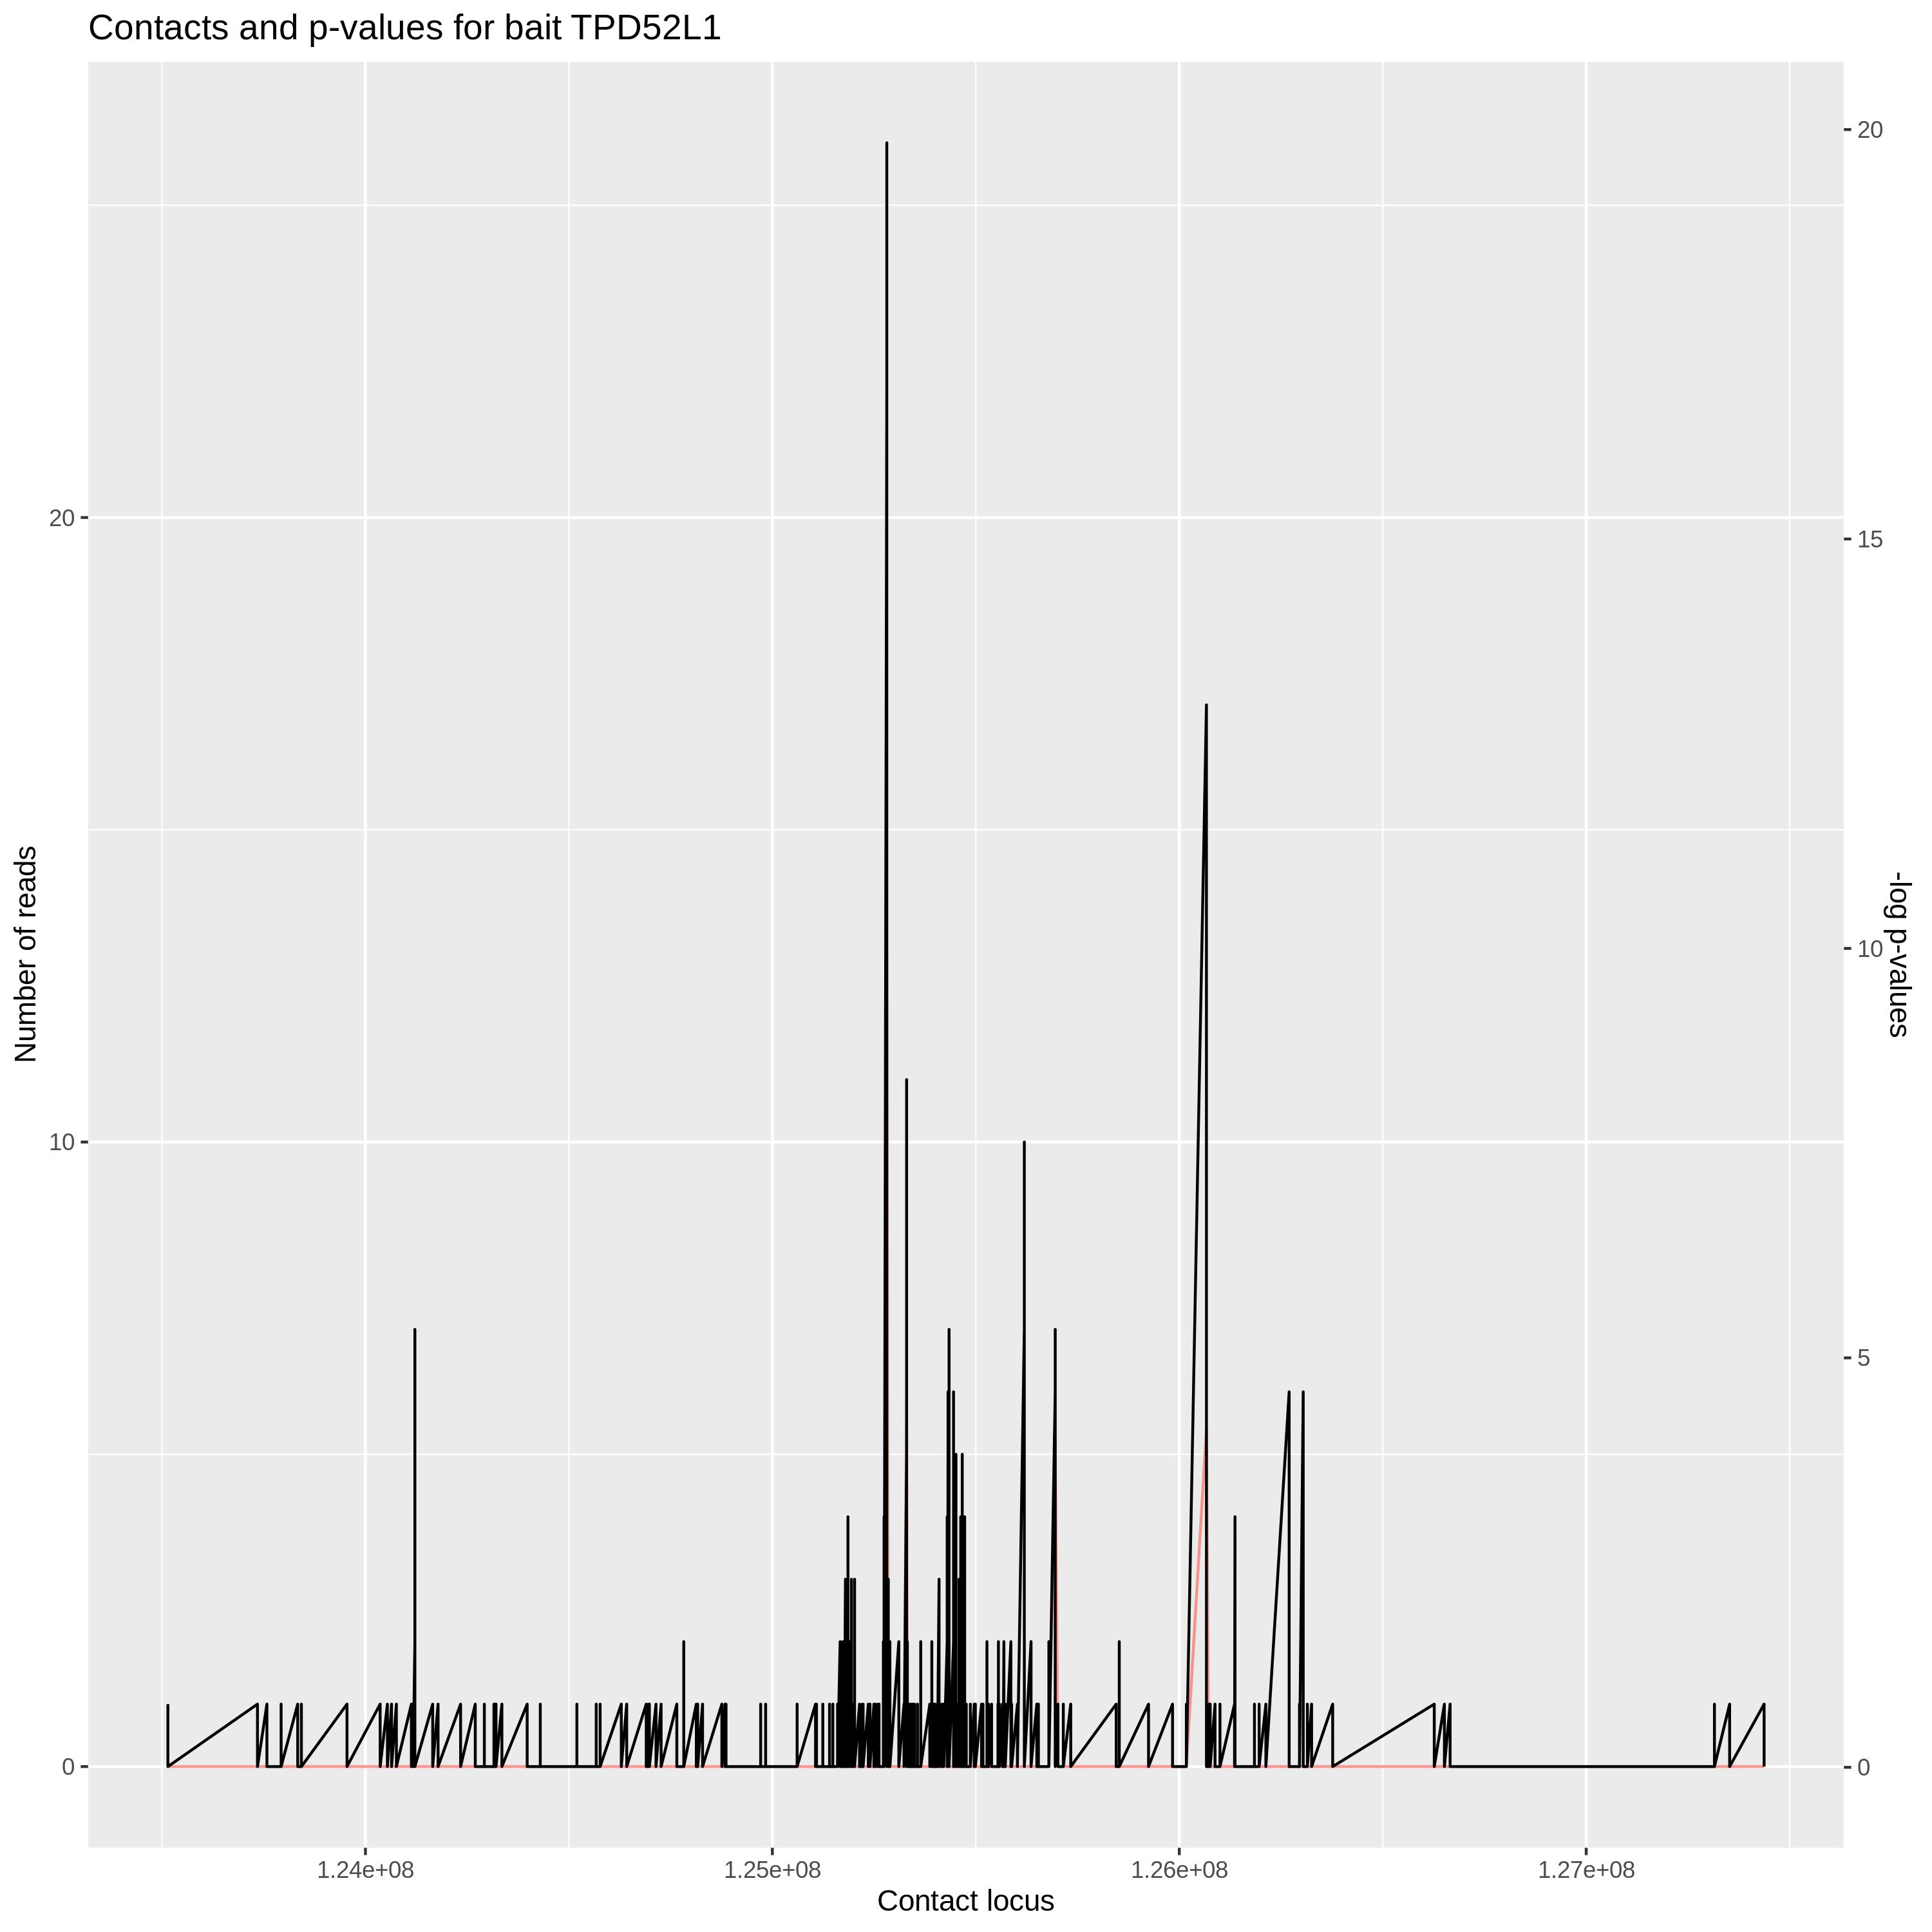 Contacts and p-values for bait TPD52L1
Number of reads
20
10
0
20
15
10
5
0
-log p-values
1.24e+08 1.25e+08 1.26e+08 1.27e+08
Contact locus